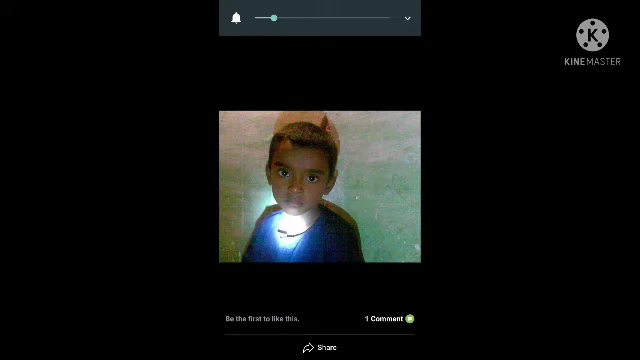 K
KINEMASTER
Be the first to like this.
1 Comment
Share